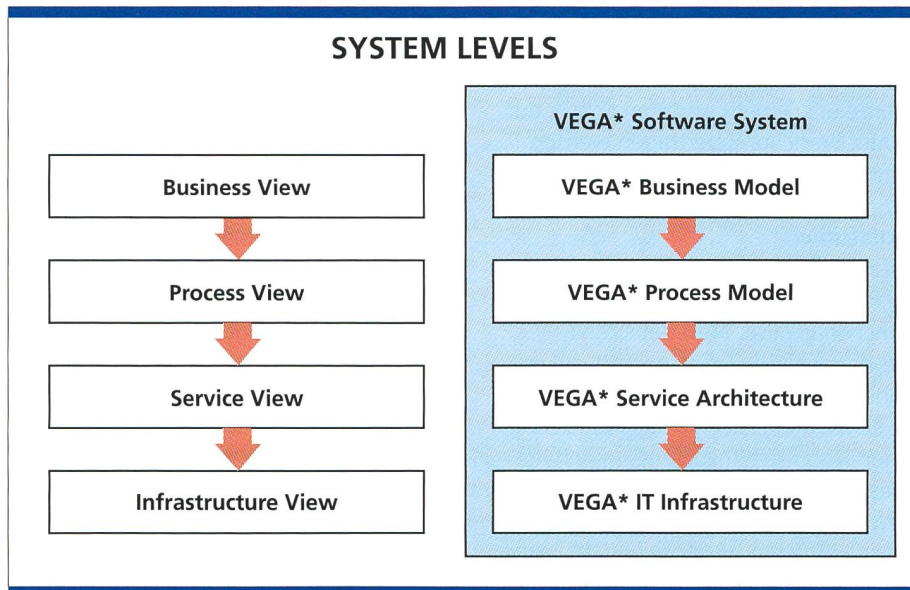 SYSTEM LEVELS
Business View
Process View
Service View
Infrastructure View
VEGA* Software System
VEGA* Business Model
VEGA* Process Model
VEGA* Service Architecture
VEGA* IT Infrastructure